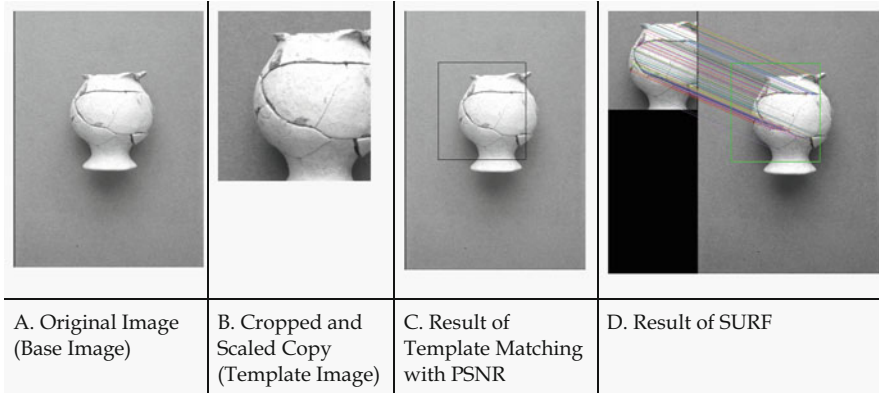 A. Original Image
(Base Image)
B. Cropped and
Scaled Copy
(Template Image)
C. Result of
Template Matching
with PSNR
D. Result of SURF